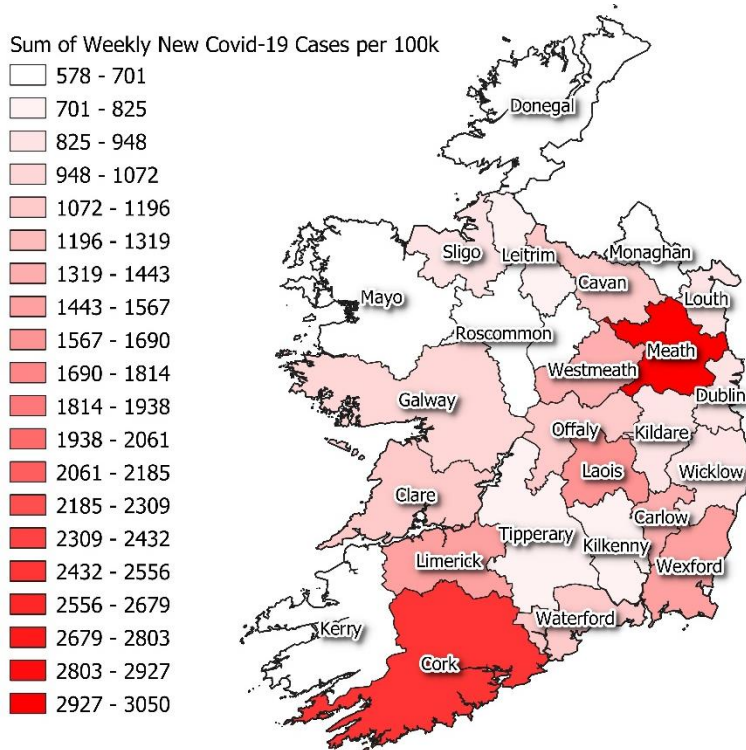 Sum of Weekly New Covid-19 Cases per 100k
578 - 701
701 - 825
825 - 948
948 - 1072
1072 - 1196
1196 - 1319
1319 - 1443
1443 - 1567
1567 - 1690
1690 - 1814
1814 - 1938
1938 - 2061
2061 - 2185
2185 - 2309
2309 - 2432
2432 - 2556
2556 - 2679
2679 - 2803
2803 - 2927
2927 - 3050
Donegal
Sligo
Leitrim
Monaghan
Cavan
Louth
Mayo
Roscommon
Meath
Westmeath
Dublin
Galway
Offaly
Kildare
Laois
Wicklow
Clare
Carlow
Tipperary
Kilkenny
Limerick
Wexford
Waterford
Kerry
Cork